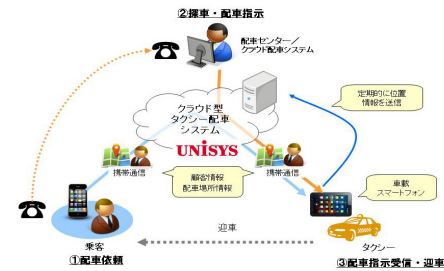 ②探車・配車指示
配車センター／
クラウド配車システム
定期的に位置
情報を送信
クラウド型
タクシー配車
システム
UNISYS
携帯通信
携帯通信
顧客情報
配車場所情報
車載
スマートフォン
迎車
乗客
①配車依頼
タクシー
③配車指示受信・迎車